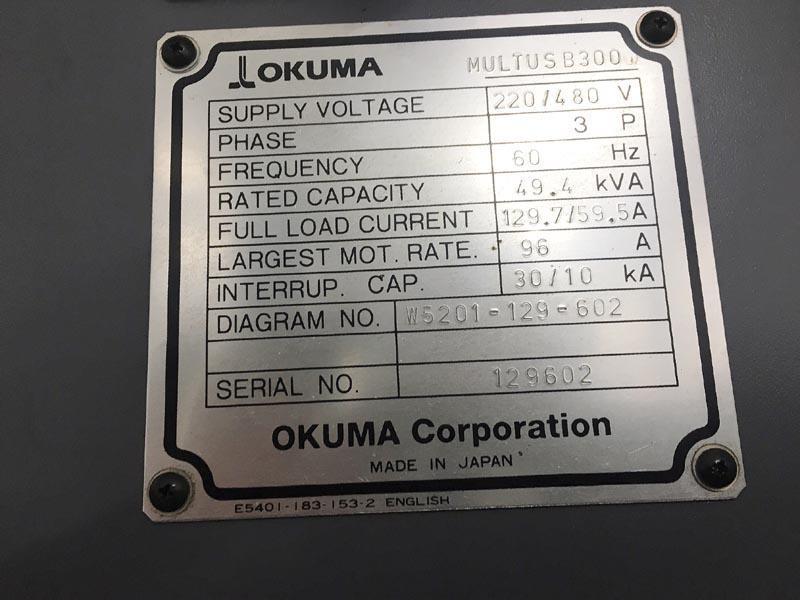 OKUMA MULTUS B300W
SUPPLY VOLTAGE 220/480 V
PHASE 3 P
FREQUENCY 60 Hz
RATED CAPACITY 49.4 kVA
FULL LOAD CURRENT 129.7/59.5A
LARGEST MOT. RATE. 96 A
INTERRUP. CAP. 30/10 kA
DIAGRAM NO. W5201-129-602
SERIAL NO. 129602
OKUMA Corporation
MADE IN JAPAN
E5401-183-153-2 ENGLISH